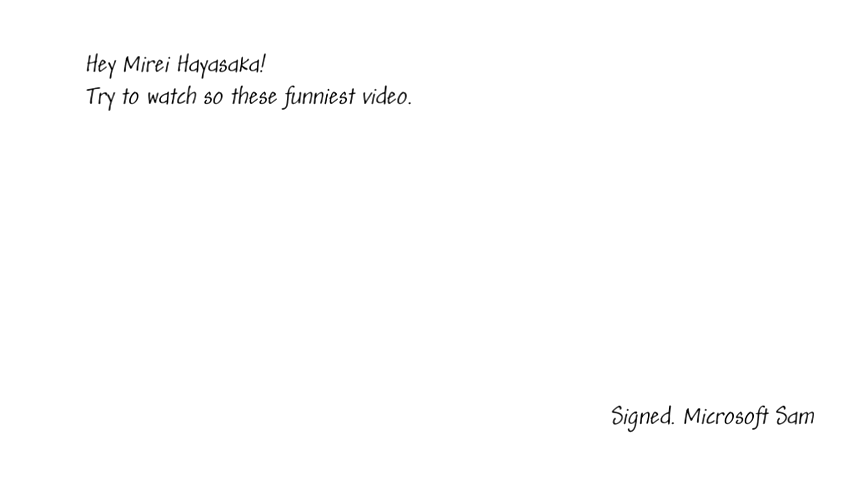 Hey Mirei Hayasaka!
Try to watch so these funniest video.
Signed. Microsoft Sam